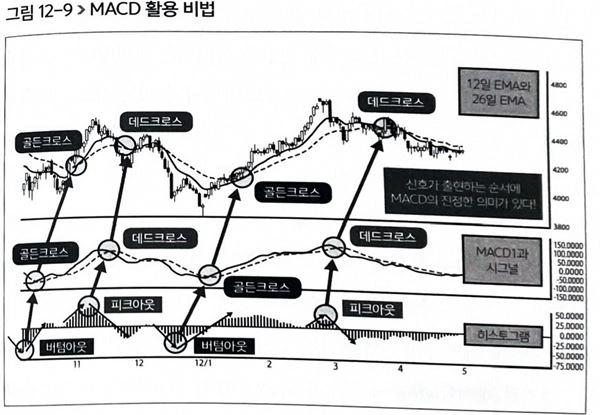 그림 12-9 > MACD 활용 비법
12일 EMA와
26일 EMA
4800
4600
4400
4200
4000
3800
데드크로스
데드크로스
골든크로스
골든크로스
신호가 출현하는 순서에
MACD의 진정한 의미가 있다!
골든크로스
데드크로스
데드크로스
골든크로스
MACD1과
시그널
150.0000
100.0000
50.0000
0.0000
-50.0000
-100.0000
-150.0000
피크아웃
피크아웃
버텀아웃
버텀아웃
히스토그램
50.0000
25.0000
0.0000
-25.0000
-50.0000
-75.0000
11
12
12/1
2
3
4
5